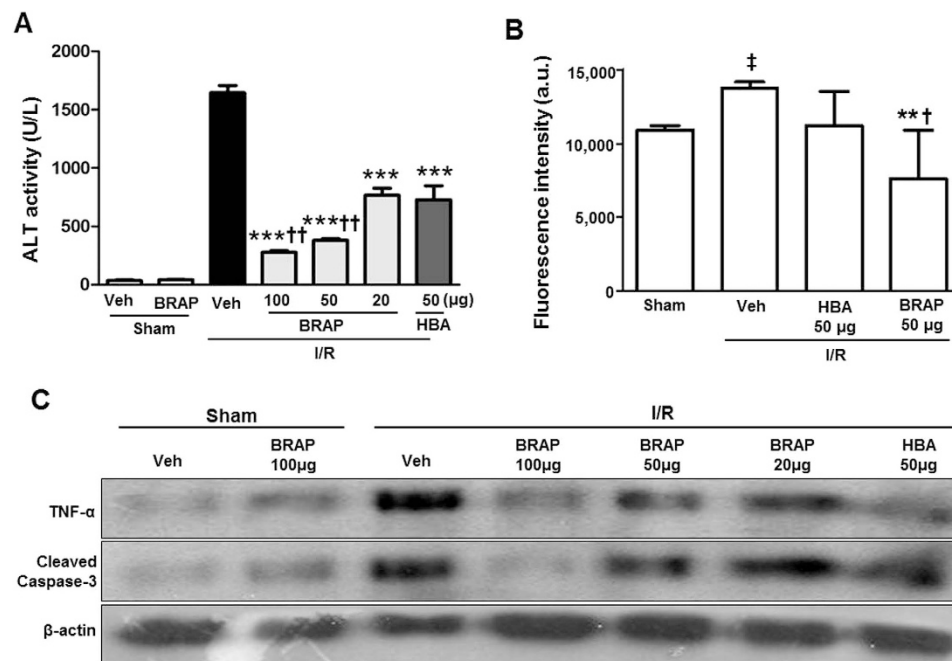 A
ALT activity (U/L)
2000
1500
1000
500
0
***††
***††
***
***
Veh BRAP Veh 100 50 20 50 (µg)
Sham BRAP HBA
I/R
B
Fluorescence intensity (a.u.)
15,000
10,000
5,000
‡
**†
Sham Veh HBA BRAP
50 µg 50 µg
I/R
C
Sham I/R
Veh BRAP Veh BRAP BRAP BRAP HBA
100µg 100µg 50µg 20µg 50µg
TNF-α
Cleaved
Caspase-3
β-actin